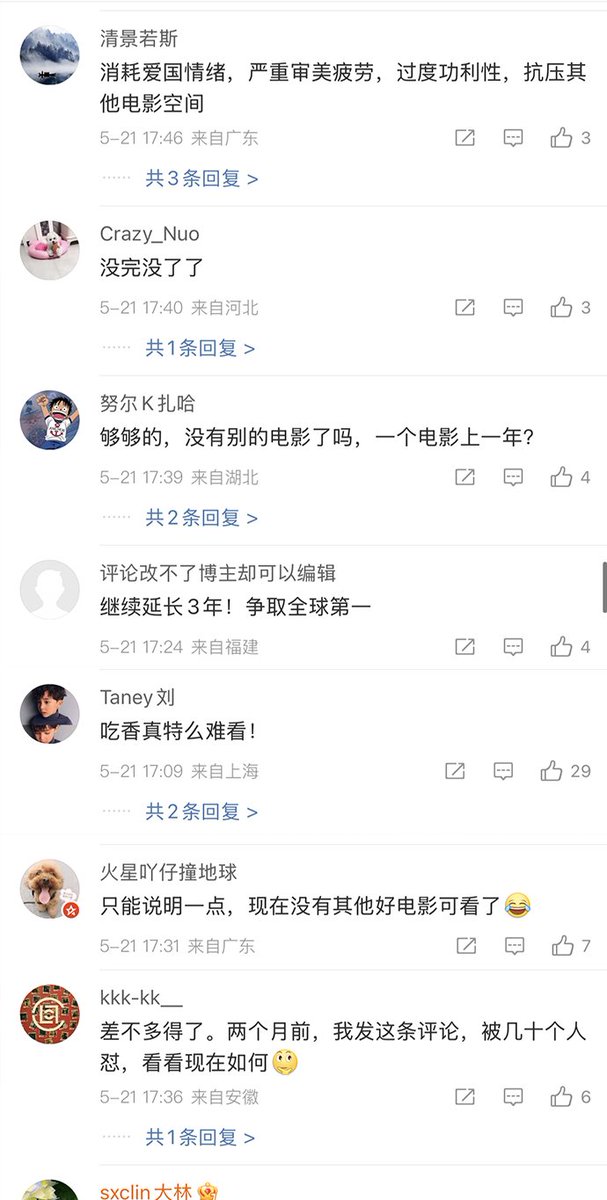 清景若斯
消耗爱国情绪，严重审美疲劳，过度功利性，抗压其
他电影空间
5-21 17:46 来自广东
3
共3条回复 >
Crazy_Nuo
没完没了了
5-21 17:40 来自河北
3
共1条回复 >
努尔K扎哈
够够的，没有别的电影了吗，一个电影上一年？
5-21 17:39 来自湖北
4
共2条回复 >
评论改不了博主却可以编辑
继续延长3年！争取全球第一
5-21 17:24 来自福建
4
Taney刘
吃香真特么难看！
5-21 17:09 来自上海
29
共2条回复 >
火星吖仔撞地球
只能说明一点，现在没有其他好电影可看了😂
5-21 17:31 来自广东
7
kkk-kk__
差不多得了。两个月前，我发这条评论，被几十个人
怼，看看现在如何
5-21 17:36 来自安徽
6
共1条回复 >
sxclin大林